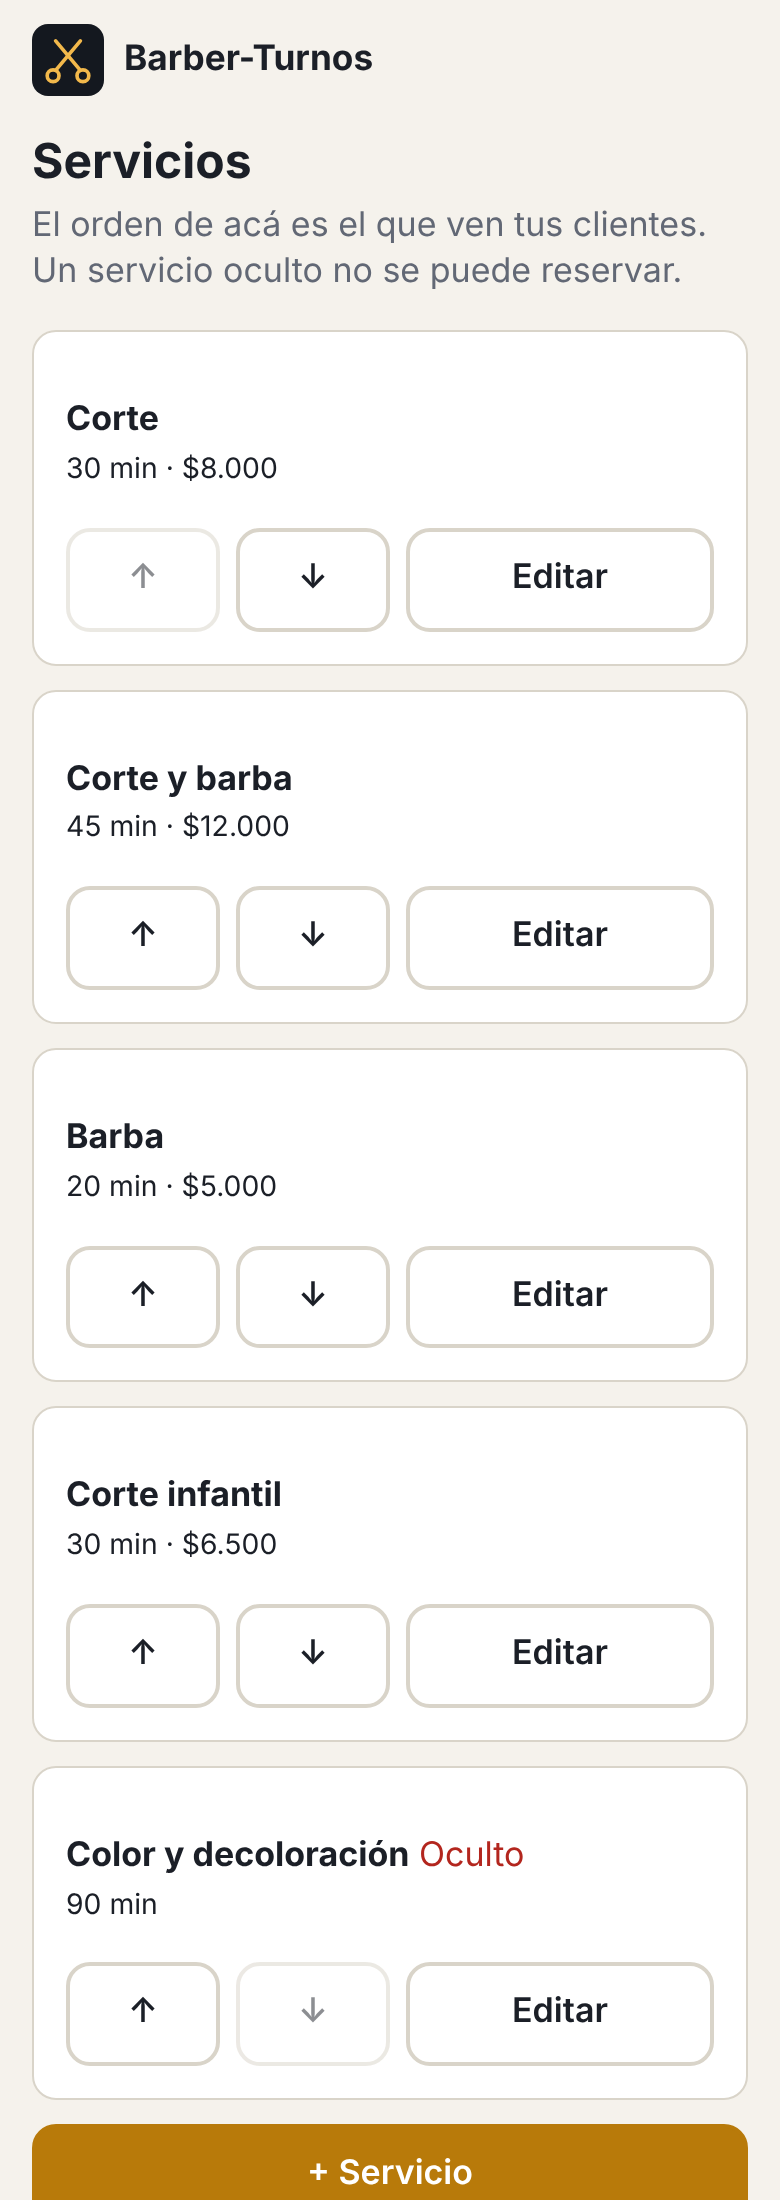 Barber-Turnos
Servicios
El orden de acá es el que ven tus clientes.
Un servicio oculto no se puede reservar.
Corte
30 min · $8.000
↑ ↓ Editar
Corte y barba
45 min · $12.000
↑ ↓ Editar
Barba
20 min · $5.000
↑ ↓ Editar
Corte infantil
30 min · $6.500
↑ ↓ Editar
Color y decoloración Oculto
90 min
↑ ↓ Editar
+ Servicio